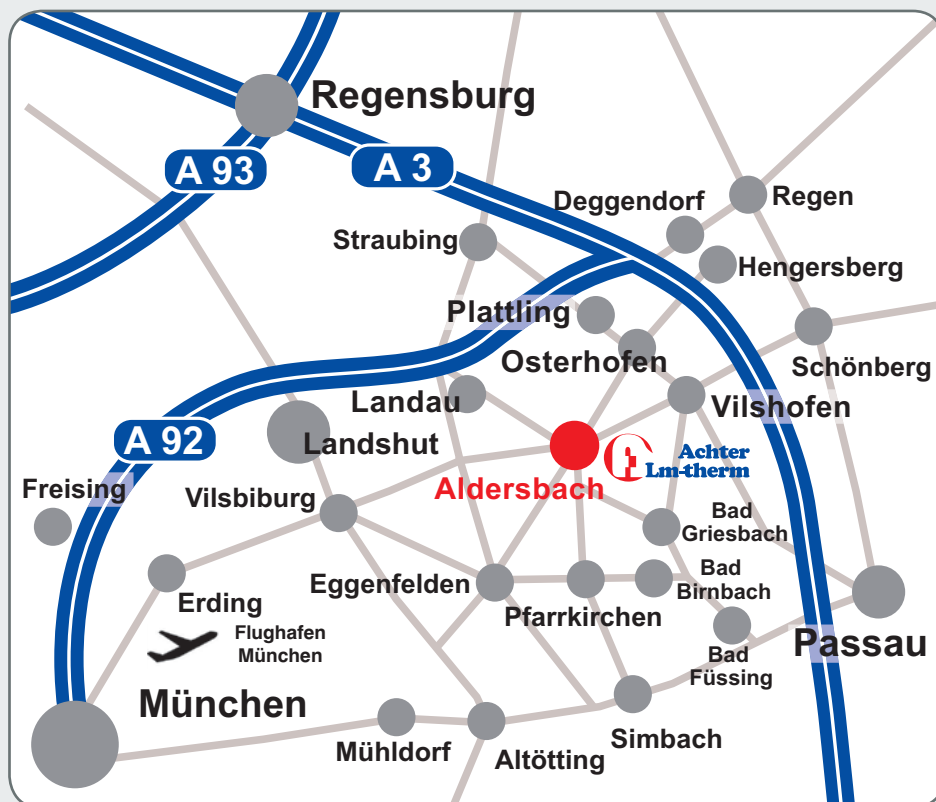 Regensburg
A 93
A 3
Deggendorf
Regen
Straubing
Hengersberg
Plattling
Osterhofen
Schönberg
Landau
Vilshofen
A 92
Landshut
Achter
Lm-therm
Freising
Vilsbiburg
Aldersbach
Bad
Griesbach
Eggenfelden
Bad
Birnbach
Erding
Pfarrkirchen
Flughafen
München
Passau
Bad
Füssing
München
Mühldorf
Altötting
Simbach